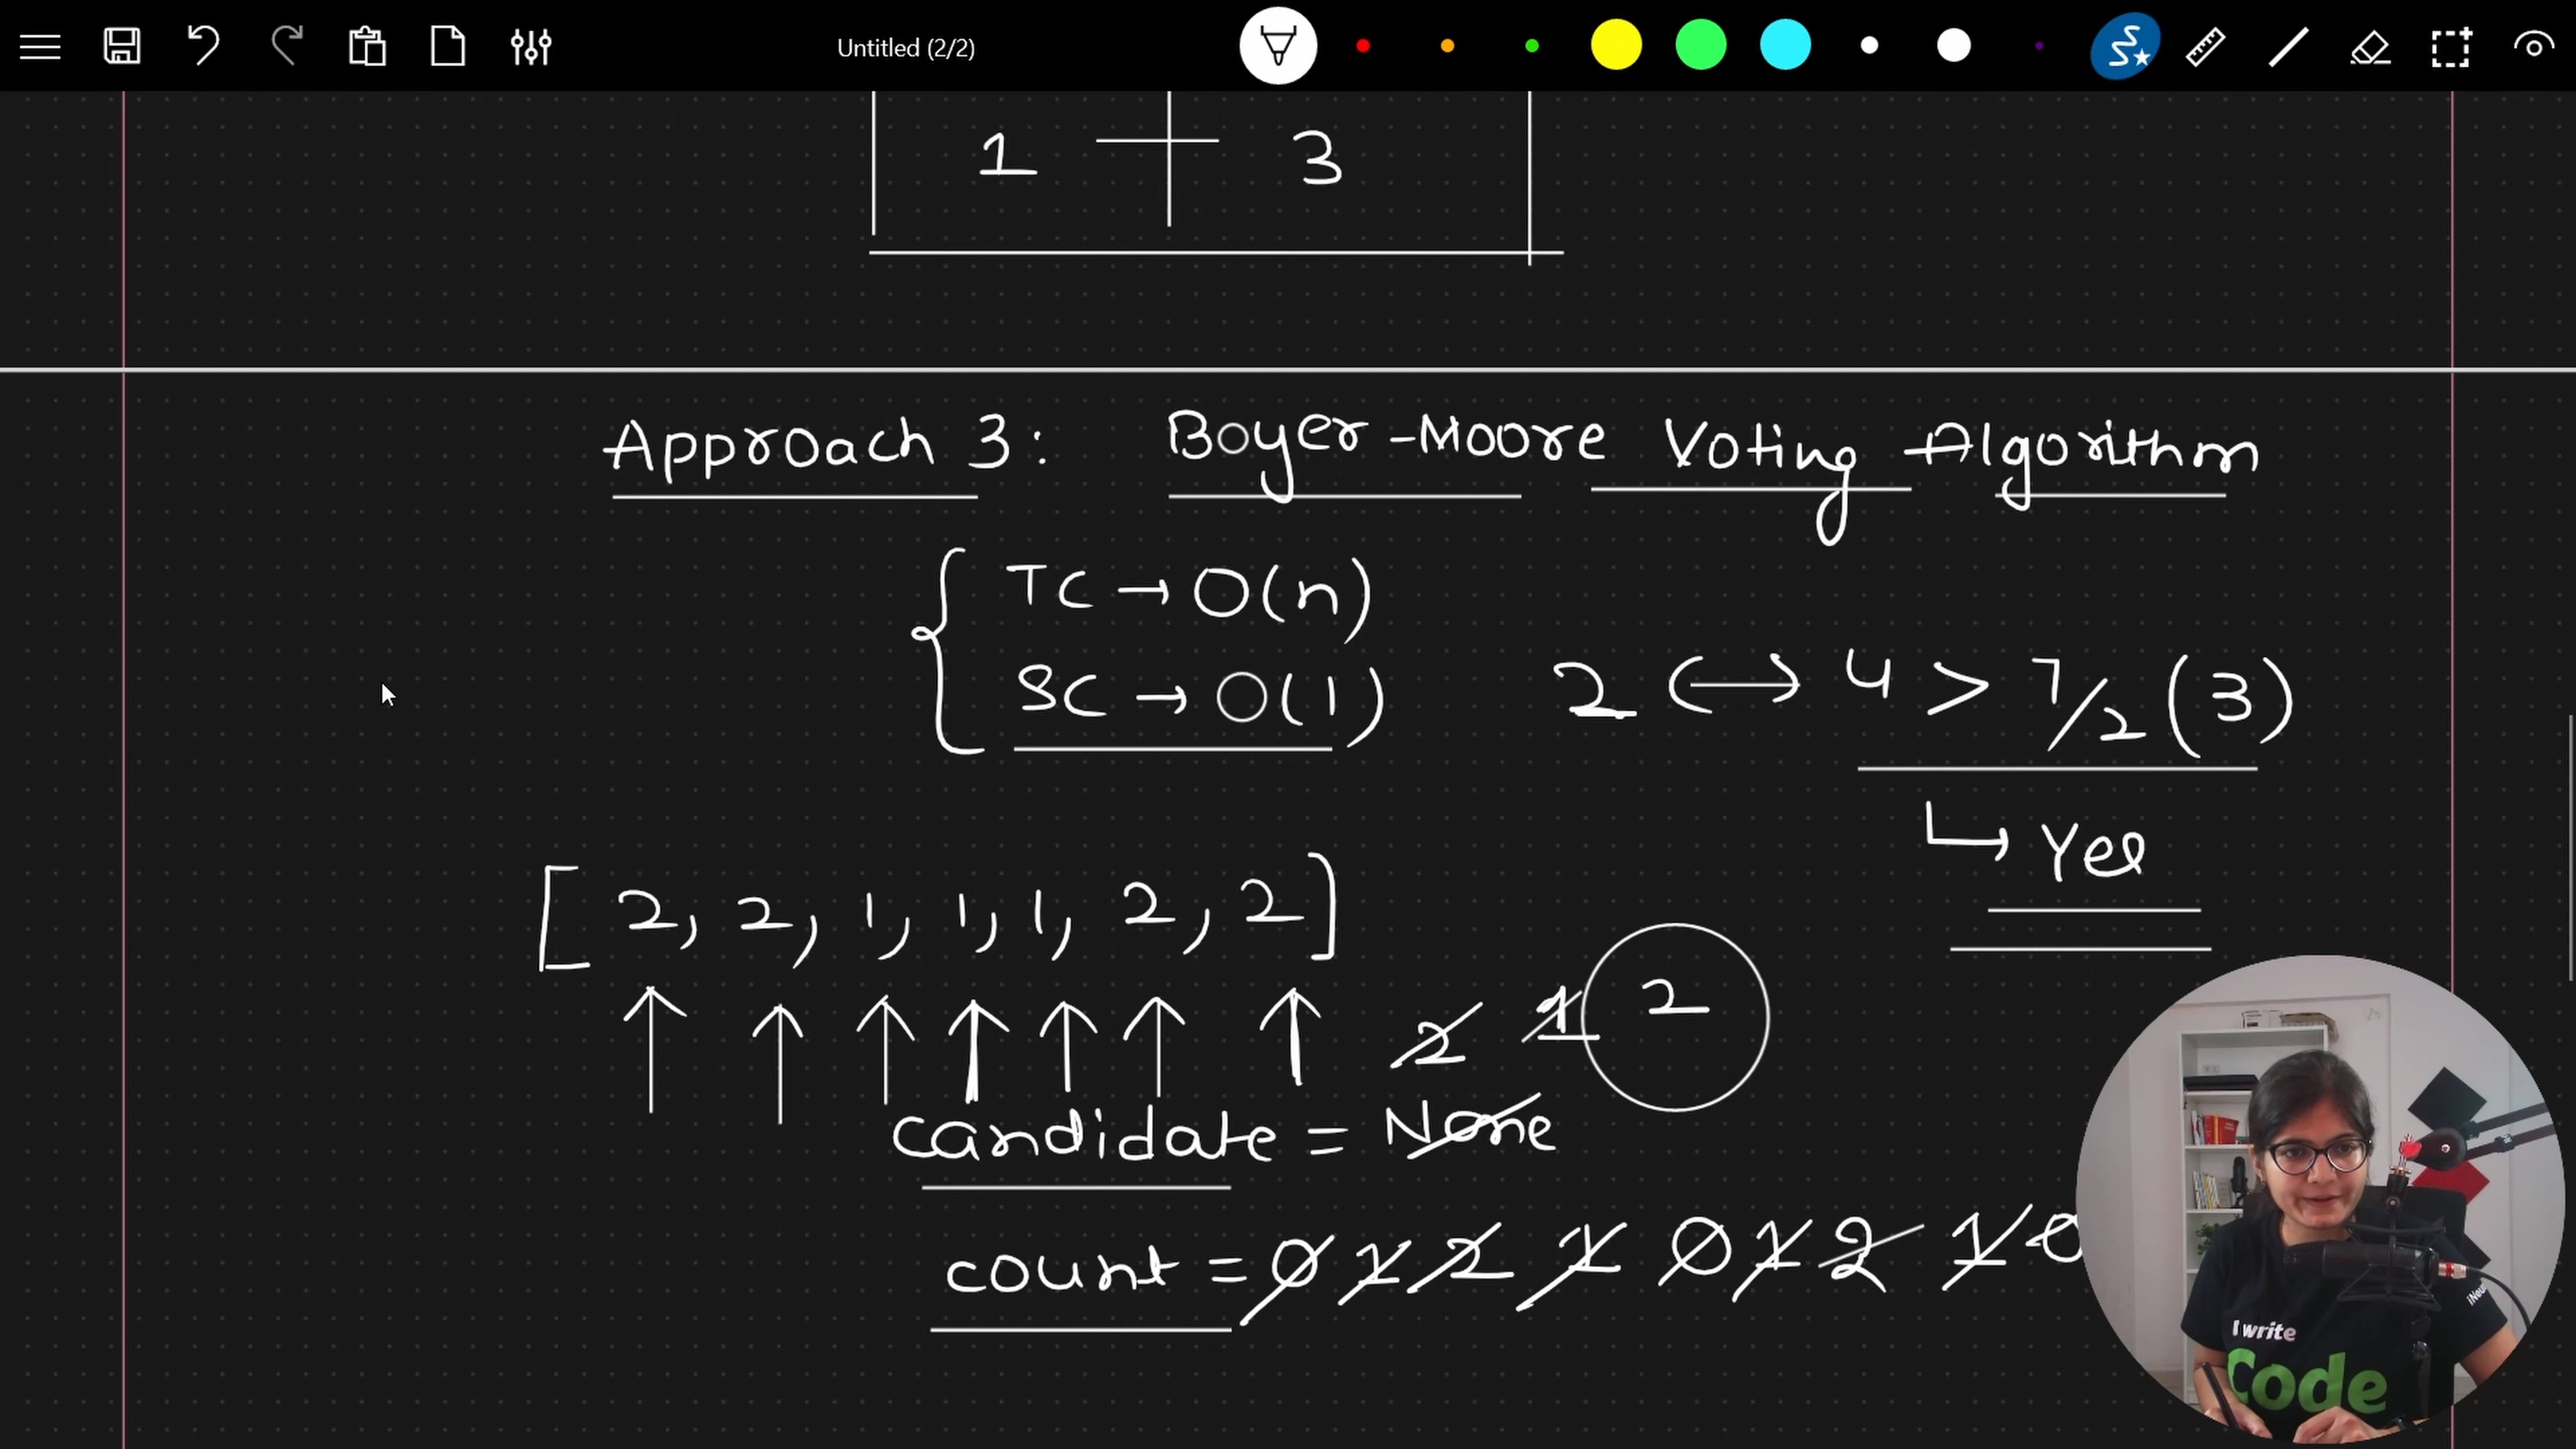 Untitled (2/2)
1 3
Approach 3: Boyer-Moore Voting Algorithm
TC → O(n)
SC → O(1)
2 ↔ 4 > 7/2 (3)
↳ Yes
[2, 2, 1, 1, 1, 2, 2]
2 1 2
candidate = None
count = 0 1 2 1 0 1 2 1 0
I write
Code